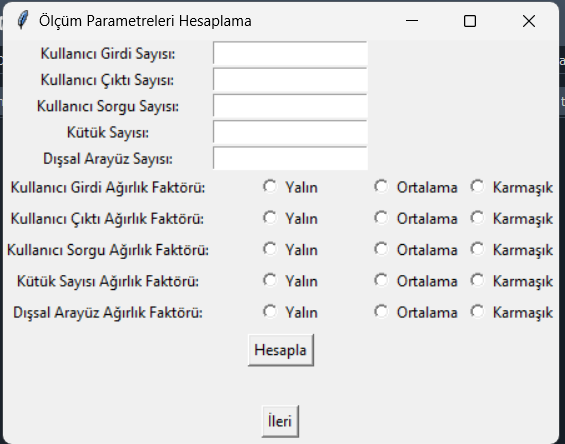 Ölçüm Parametreleri Hesaplama
Kullanıcı Girdi Sayısı:
Kullanıcı Çıktı Sayısı:
Kullanıcı Sorgu Sayısı:
Kütük Sayısı:
Dışsal Arayüz Sayısı:
Kullanıcı Girdi Ağırlık Faktörü: Yalın Ortalama Karmaşık
Kullanıcı Çıktı Ağırlık Faktörü: Yalın Ortalama Karmaşık
Kullanıcı Sorgu Ağırlık Faktörü: Yalın Ortalama Karmaşık
Kütük Sayısı Ağırlık Faktörü: Yalın Ortalama Karmaşık
Dışsal Arayüz Ağırlık Faktörü: Yalın Ortalama Karmaşık
Hesapla
İleri